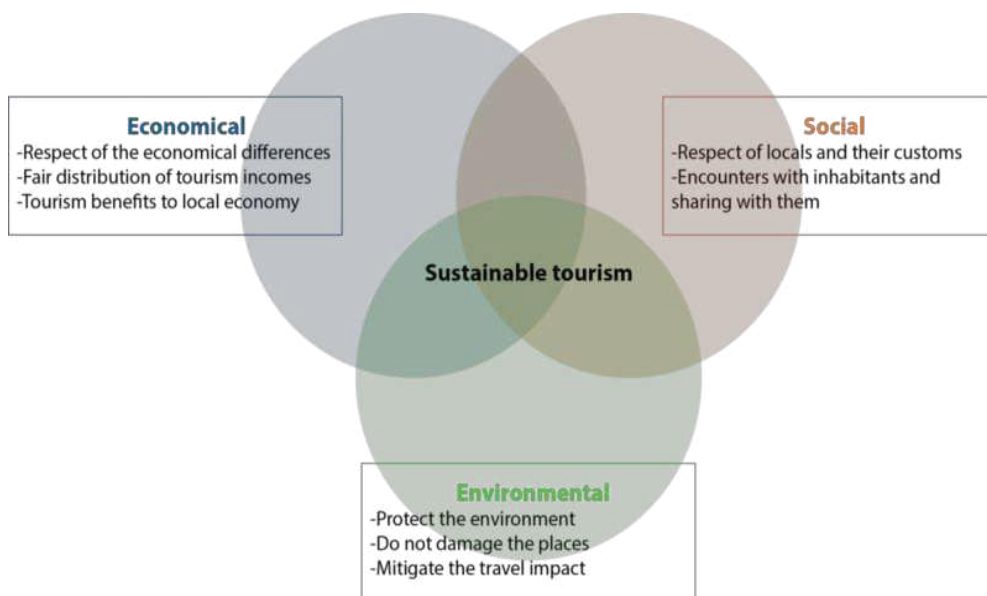 Economical
-Respect of the economical differences
-Fair distribution of tourism incomes
-Tourism benefits to local economy
Social
-Respect of locals and their customs
-Encounters with inhabitants and
sharing with them
Sustainable tourism
Environmental
-Protect the environment
-Do not damage the places
-Mitigate the travel impact